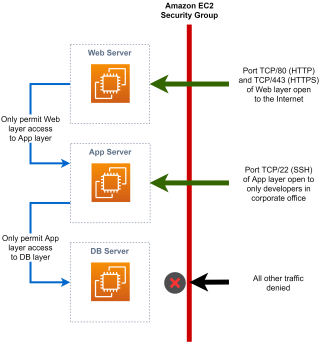 Amazon EC2
Security Group
Web Server
Port TCP/80 (HTTP)
and TCP/443 (HTTPS)
of Web layer open
to the Internet
Only permit Web
layer access
to App layer
App Server
Port TCP/22 (SSH)
of App layer open to
only developers in
corporate office
Only permit App
layer access
to DB layer
DB Server
All other traffic
denied